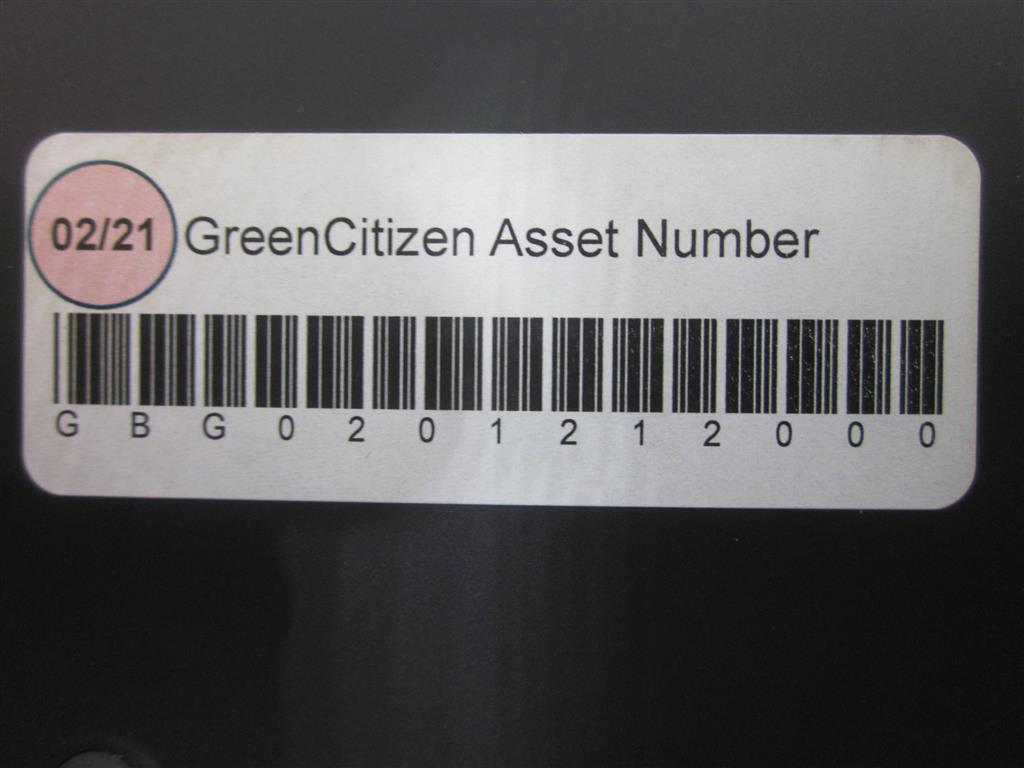 02/21 GreenCitizen Asset Number
G B G 0 2 0 1 2 1 2 0 0 0